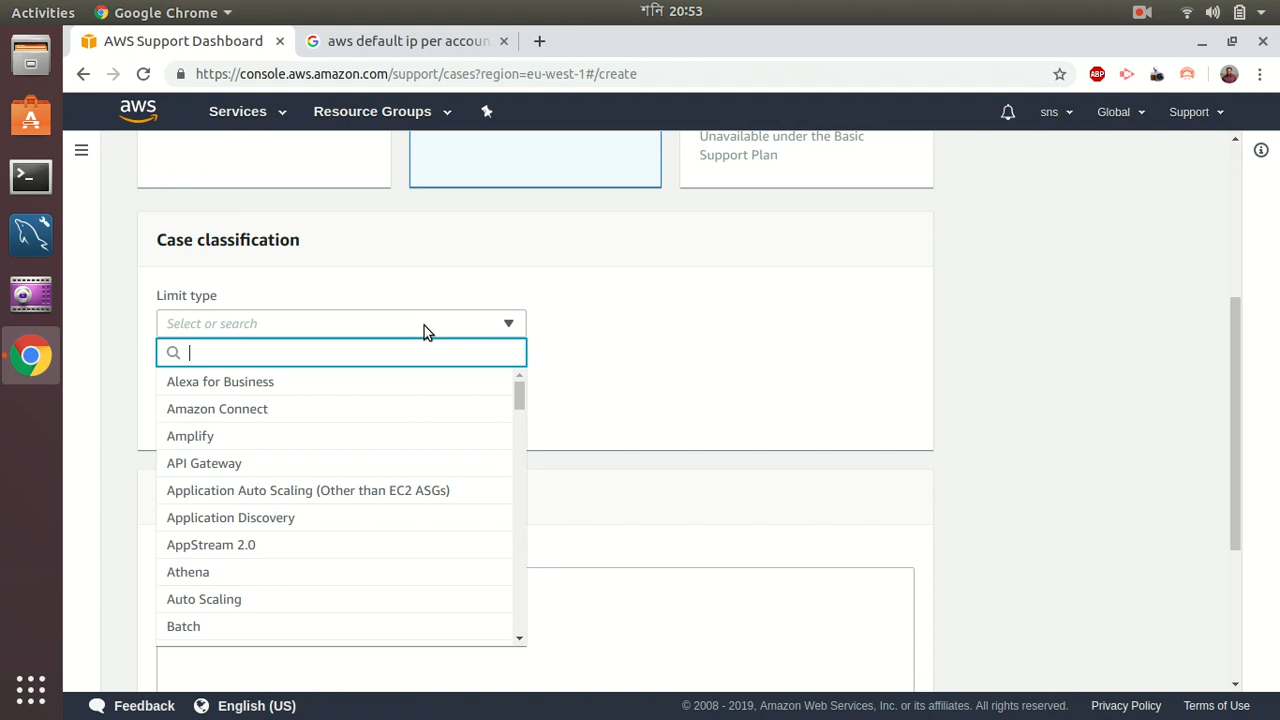 Activities
Google Chrome
শনি 20:53
AWS Support Dashboard
aws default ip per accoun
https://console.aws.amazon.com/support/cases?region=eu-west-1#/create
ABP
aws
Services
Resource Groups
sns
Global
Support
Unavailable under the Basic
Support Plan
Case classification
Limit type
Select or search
Alexa for Business
Amazon Connect
Amplify
API Gateway
Application Auto Scaling (Other than EC2 ASGs)
Application Discovery
AppStream 2.0
Athena
Auto Scaling
Batch
Feedback
English (US)
© 2008 - 2019, Amazon Web Services, Inc. or its affiliates. All rights reserved.
Privacy Policy
Terms of Use